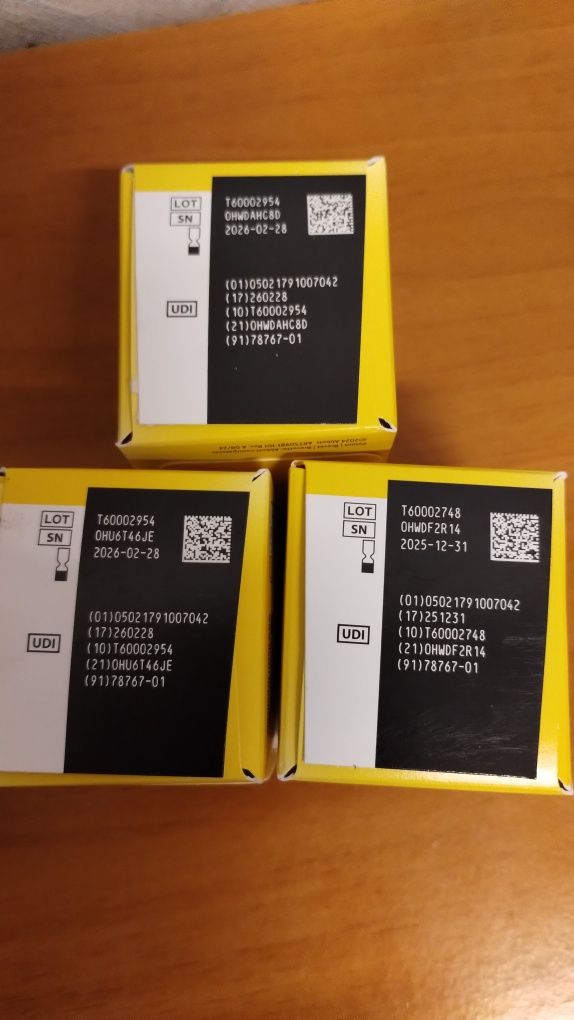 LOT T60002954
SN 0HWDAHC8D
2026-02-28
UDI
(01)05021791007042
(17)260228
(10)T60002954
(21)0HWDAHC8D
(91)78767-01
LOT T60002954
SN 0HU6T46JE
2026-02-28
UDI
(01)05021791007042
(17)260228
(10)T60002954
(21)0HU6T46JE
(91)78767-01
LOT T60002748
SN 0HWDF2R14
2025-12-31
UDI
(01)05021791007042
(17)251231
(10)T60002748
(21)0HWDF2R14
(91)78767-01